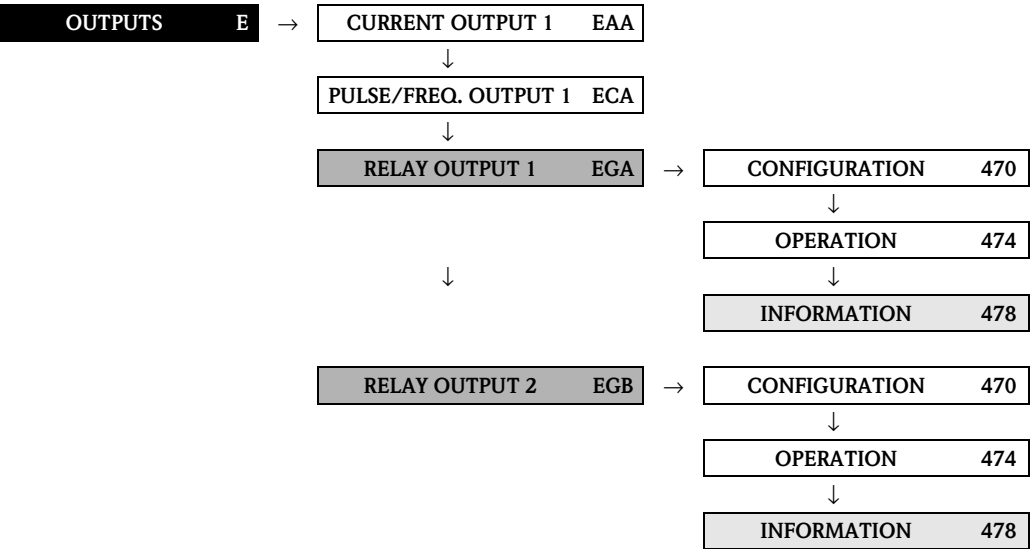 OUTPUTS E → CURRENT OUTPUT 1 EAA
↓
PULSE/FREQ. OUTPUT 1 ECA
↓
RELAY OUTPUT 1 EGA → CONFIGURATION 470
↓
OPERATION 474
↓ ↓
INFORMATION 478
RELAY OUTPUT 2 EGB → CONFIGURATION 470
↓
OPERATION 474
↓
INFORMATION 478